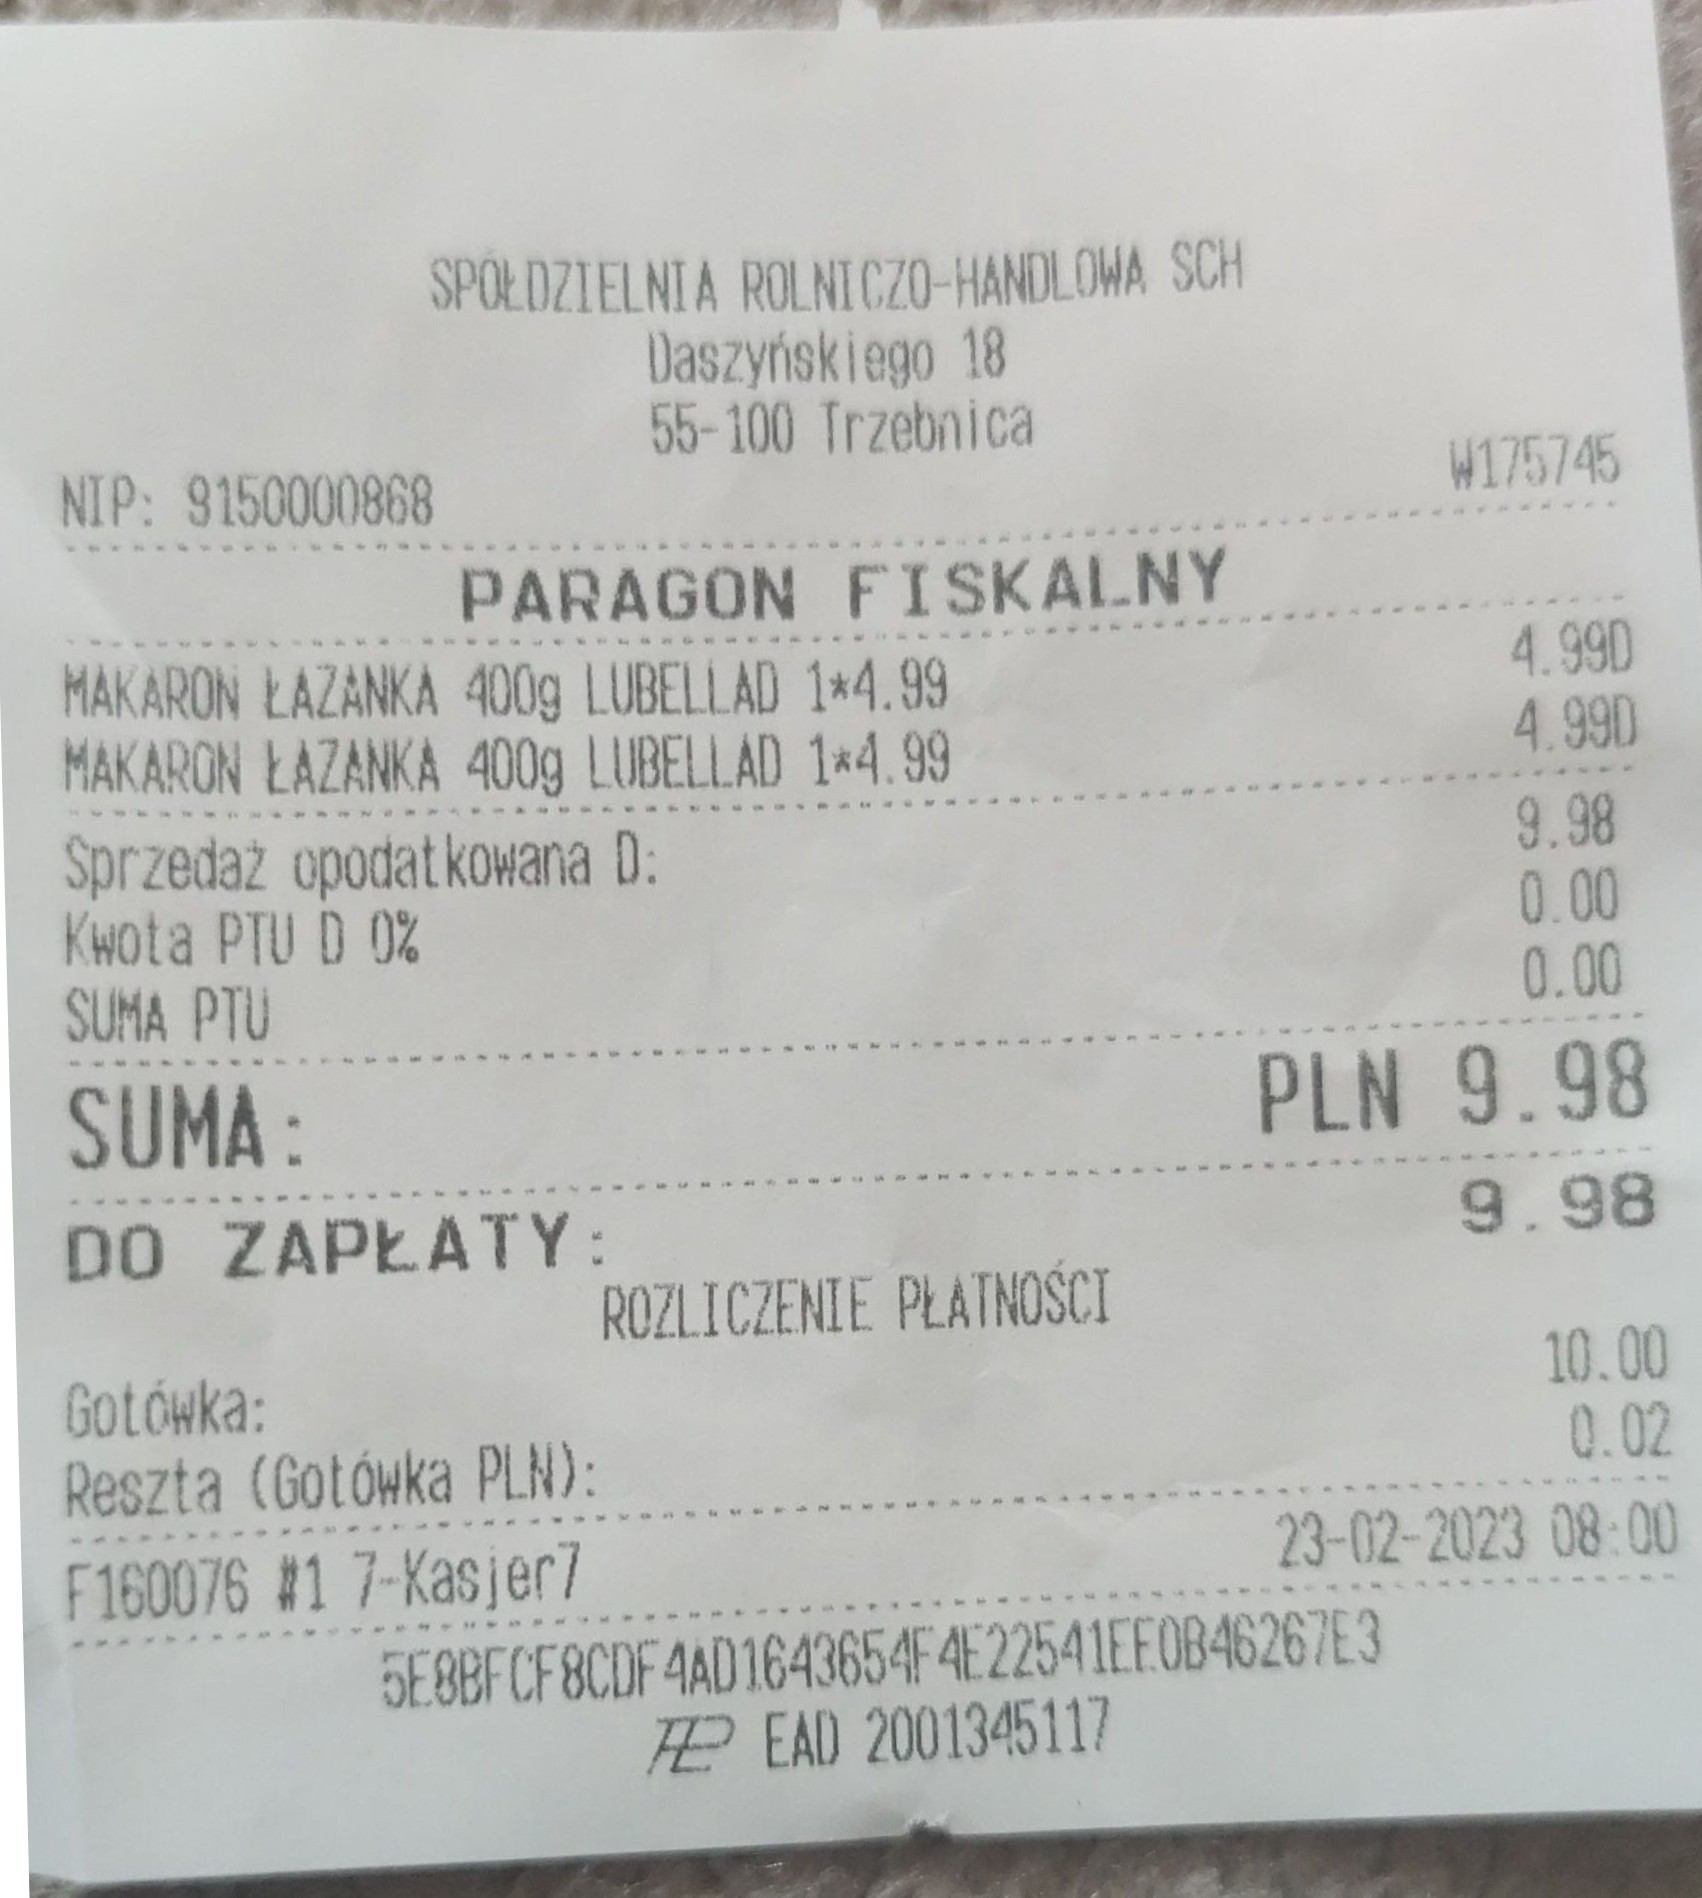 SPÓŁDZIELNIA ROLNICZO-HANDLOWA SCH
Daszyńskiego 18
55-100 Trzebnica
NIP: 9150000868 W175745
PARAGON FISKALNY
MAKARON ŁAZANKA 400g LUBELLAD 1*4.99 4.99D
MAKARON ŁAZANKA 400g LUBELLAD 1*4.99 4.99D
Sprzedaż opodatkowana D: 9.98
Kwota PTU D 0% 0.00
SUMA PTU 0.00
SUMA: PLN 9.98
DO ZAPŁATY: 9.98
ROZLICZENIE PŁATNOŚCI
Gotówka: 10.00
Reszta (Gotówka PLN): 0.02
F160076 #1 7-Kasjer7 23-02-2023 08:00
5E8BFCF8CDF4AD1643654F4E22541EE0B46267E3
EAD 2001345117